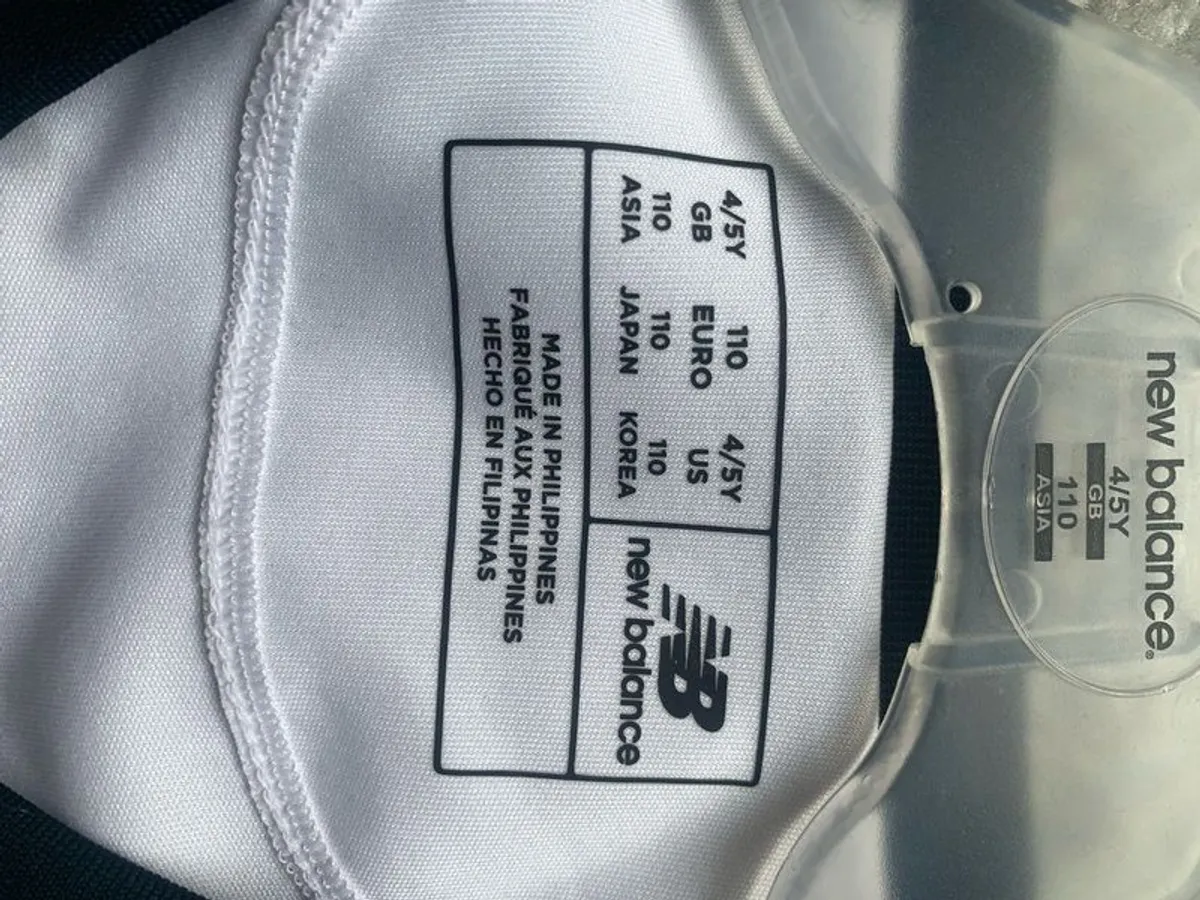 new balance®
4/5Y
GB
110
ASIA
4/5Y 110 4/5Y
GB EURO US
110 110 110
ASIA JAPAN KOREA
NB
new balance
MADE IN PHILIPPINES
FABRIQUÉ AUX PHILIPPINES
HECHO EN FILIPINAS